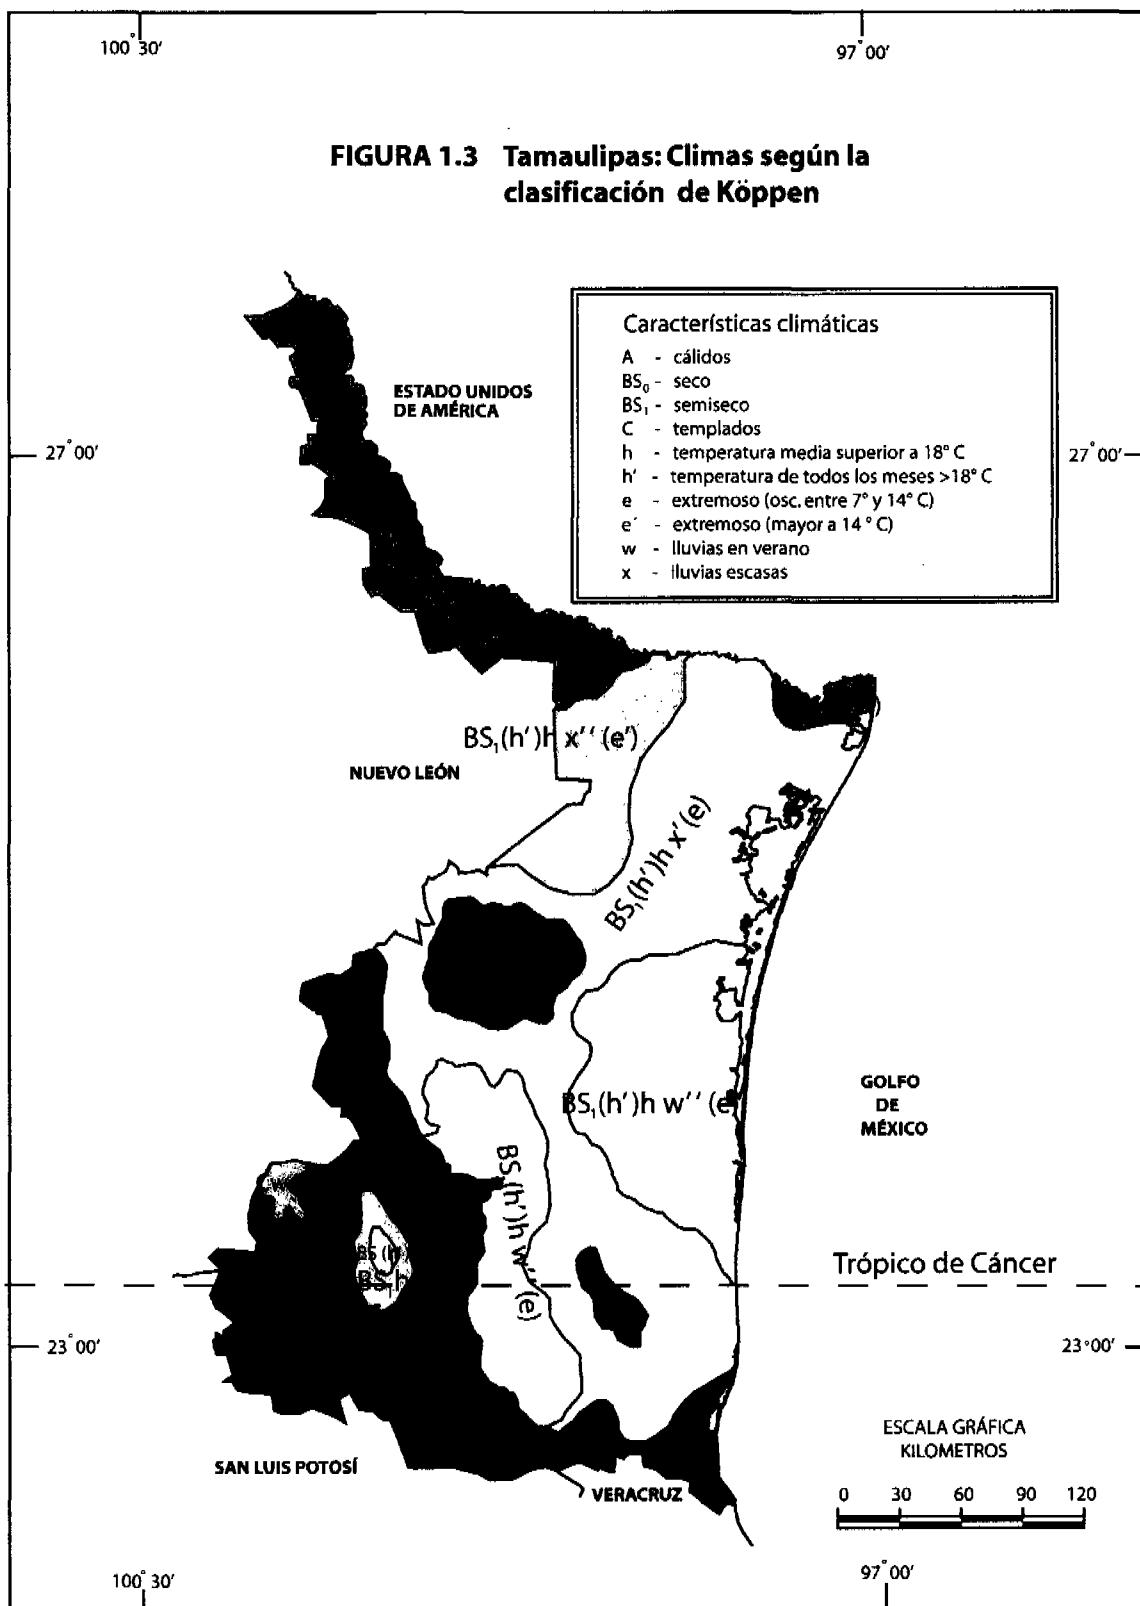 100° 30'
97° 00'
FIGURA 1.3 Tamaulipas: Climas según la
clasificación de Köppen
Características climáticas
A - cálidos
BS₀ - seco
BS₁ - semiseco
C - templados
h - temperatura media superior a 18° C
h' - temperatura de todos los meses >18° C
e - extremoso (osc. entre 7° y 14° C)
e´ - extremoso (mayor a 14 ° C)
w - lluvias en verano
x - lluvias escasas
ESTADO UNIDOS
DE AMÉRICA
27° 00'
27° 00'
BS₁(h')h x'' (e')
NUEVO LEÓN
BS₁(h')h x' (e)
BS₁(h')h w'' (e
GOLFO
DE
MÉXICO
BS₁(h')h w'' (e)
BS (h'
BS₁h
Trópico de Cáncer
23° 00'
23°00'
ESCALA GRÁFICA
KILOMETROS
SAN LUIS POTOSÍ
VERACRUZ
0 30 60 90 120
100° 30'
97° 00'